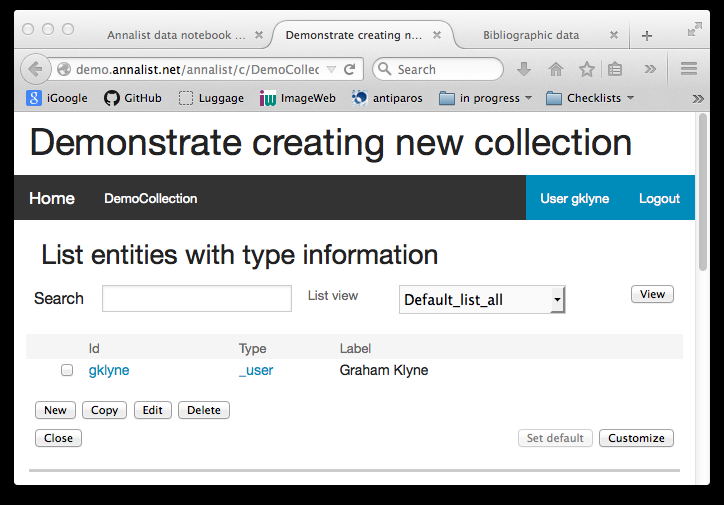 Annalist data notebook ...
Demonstrate creating n...
Bibliographic data
demo.annalist.net/annalist/c/DemoCollec
Search
iGoogle GitHub Luggage ImageWeb antiparos in progress Checklists
Demonstrate creating new collection
Home DemoCollection User gklyne Logout
List entities with type information
Search List view Default_list_all View
Id Type Label
gklyne _user Graham Klyne
New Copy Edit Delete
Close Set default Customize